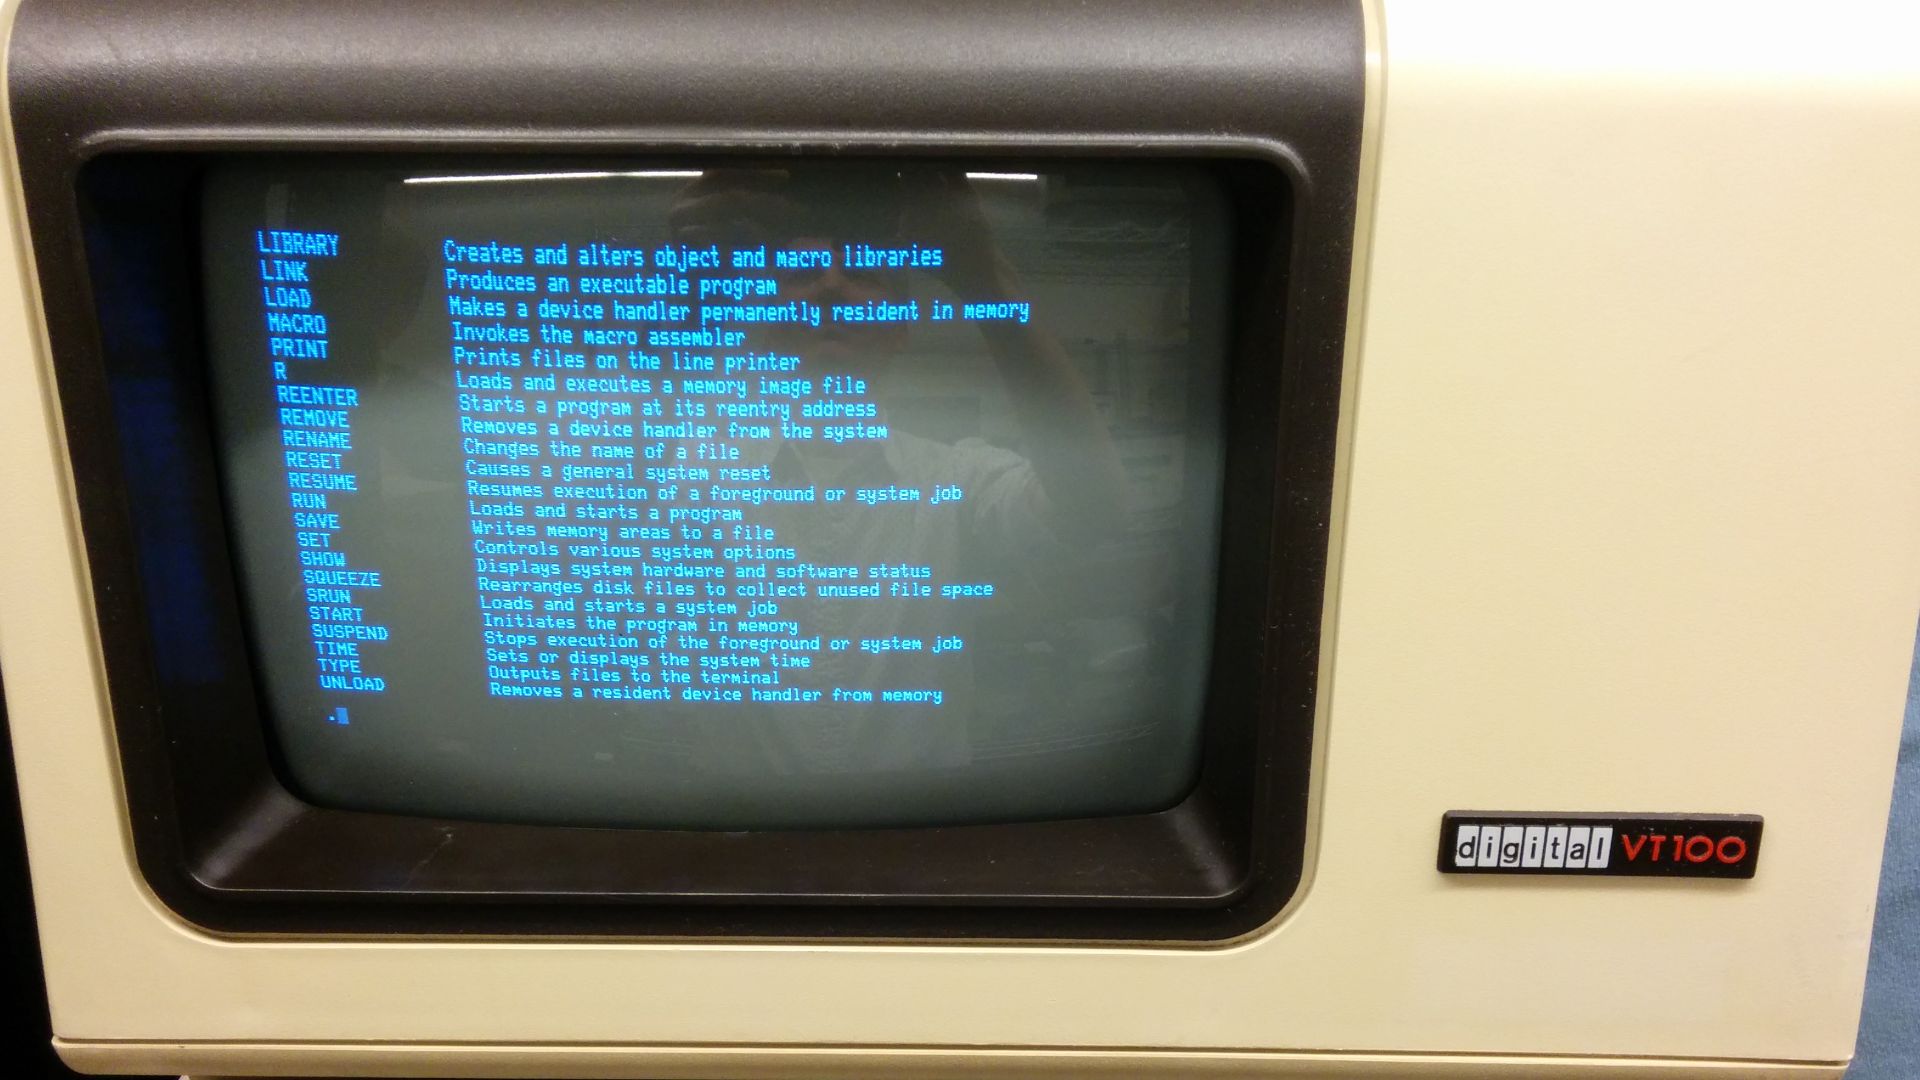 LIBRARY Creates and alters object and macro libraries
LINK Produces an executable program
LOAD Makes a device handler permanently resident in memory
MACRO Invokes the macro assembler
PRINT Prints files on the line printer
R Loads and executes a memory image file
REENTER Starts a program at its reentry address
REMOVE Removes a device handler from the system
RENAME Changes the name of a file
RESET Causes a general system reset
RESUME Resumes execution of a foreground or system job
RUN Loads and starts a program
SAVE Writes memory areas to a file
SET Controls various system options
SHOW Displays system hardware and software status
SQUEEZE Rearranges disk files to collect unused file space
SRUN Loads and starts a system job
START Initiates the program in memory
SUSPEND Stops execution of the foreground or system job
TIME Sets or displays the system time
TYPE Outputs files to the terminal
UNLOAD Removes a resident device handler from memory
.
digital VT100